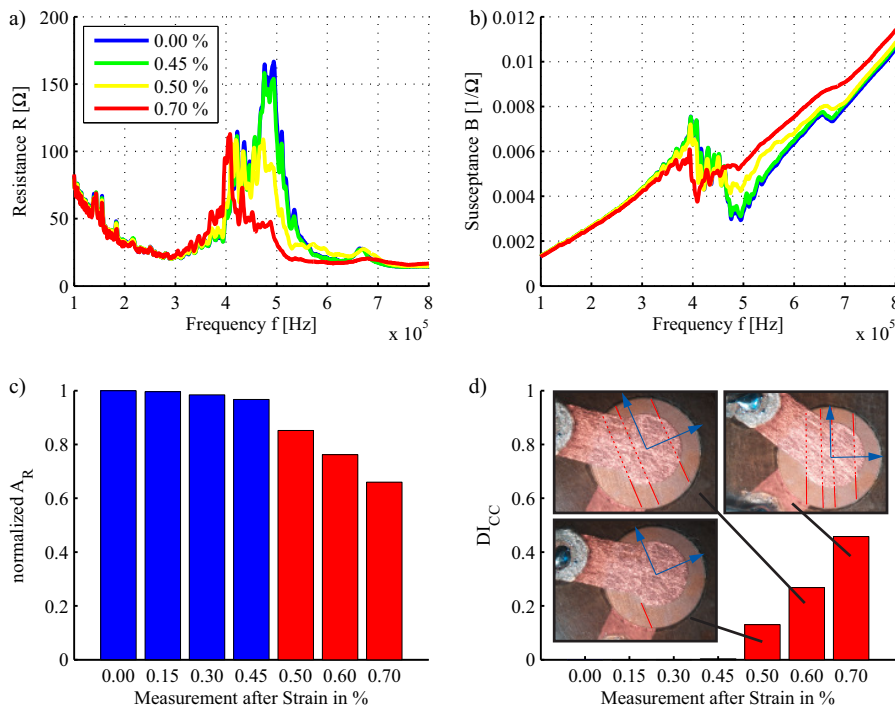 a)
0.00 %
0.45 %
0.50 %
0.70 %
200
150
100
50
0
Resistance R [Ω]
1 2 3 4 5 6 7 8
Frequency f [Hz]
x 10^5
b)
0.012
0.01
0.008
0.006
0.004
0.002
0
Susceptance B [1/Ω]
1 2 3 4 5 6 7 8
Frequency f [Hz]
x 10^5
c)
1
0.8
0.6
0.4
0.2
0
normalized A_R
0.00 0.15 0.30 0.45 0.50 0.60 0.70
Measurement after Strain in %
d)
1
0.8
0.6
0.4
0.2
0
DI_CC
0.00 0.15 0.30 0.45 0.50 0.60 0.70
Measurement after Strain in %